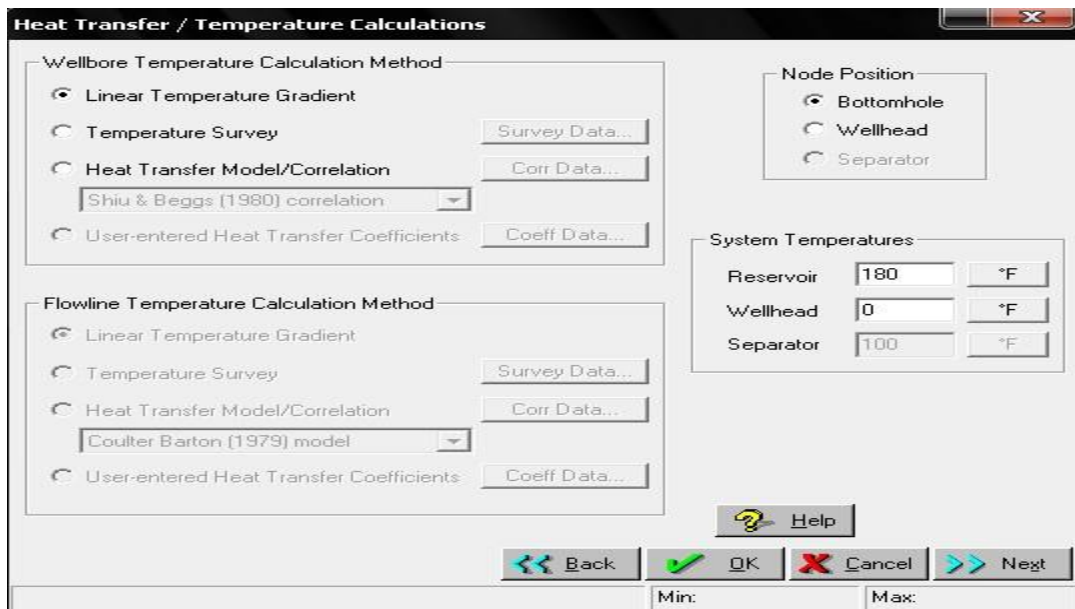 Heat Transfer / Temperature Calculations
Wellbore Temperature Calculation Method
Linear Temperature Gradient
Temperature Survey
Survey Data...
Heat Transfer Model/Correlation
Corr Data...
Shiu & Beggs (1980) correlation
User-entered Heat Transfer Coefficients
Coeff Data...
Flowline Temperature Calculation Method
Linear Temperature Gradient
Temperature Survey
Survey Data...
Heat Transfer Model/Correlation
Corr Data...
Coulter Barton (1979) model
User-entered Heat Transfer Coefficients
Coeff Data...
Node Position
Bottomhole
Wellhead
Separator
System Temperatures
Reservoir 180 °F
Wellhead 0 °F
Separator 100 °F
Help
Back OK Cancel Next
Min: Max: